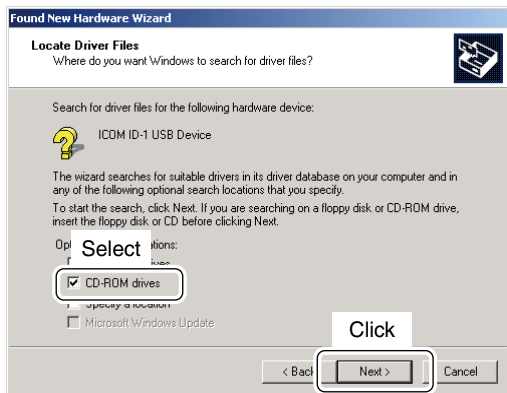 Found New Hardware Wizard
Locate Driver Files
Where do you want Windows to search for driver files?
Search for driver files for the following hardware device:
ICOM ID-1 USB Device
The wizard searches for suitable drivers in its driver database on your computer and in
any of the following optional search locations that you specify.
To start the search, click Next. If you are searching on a floppy disk or CD-ROM drive,
insert the floppy disk or CD before clicking Next.
Select
CD-ROM drives
Specify a location
Microsoft Windows Update
Click
< Back
Next >
Cancel